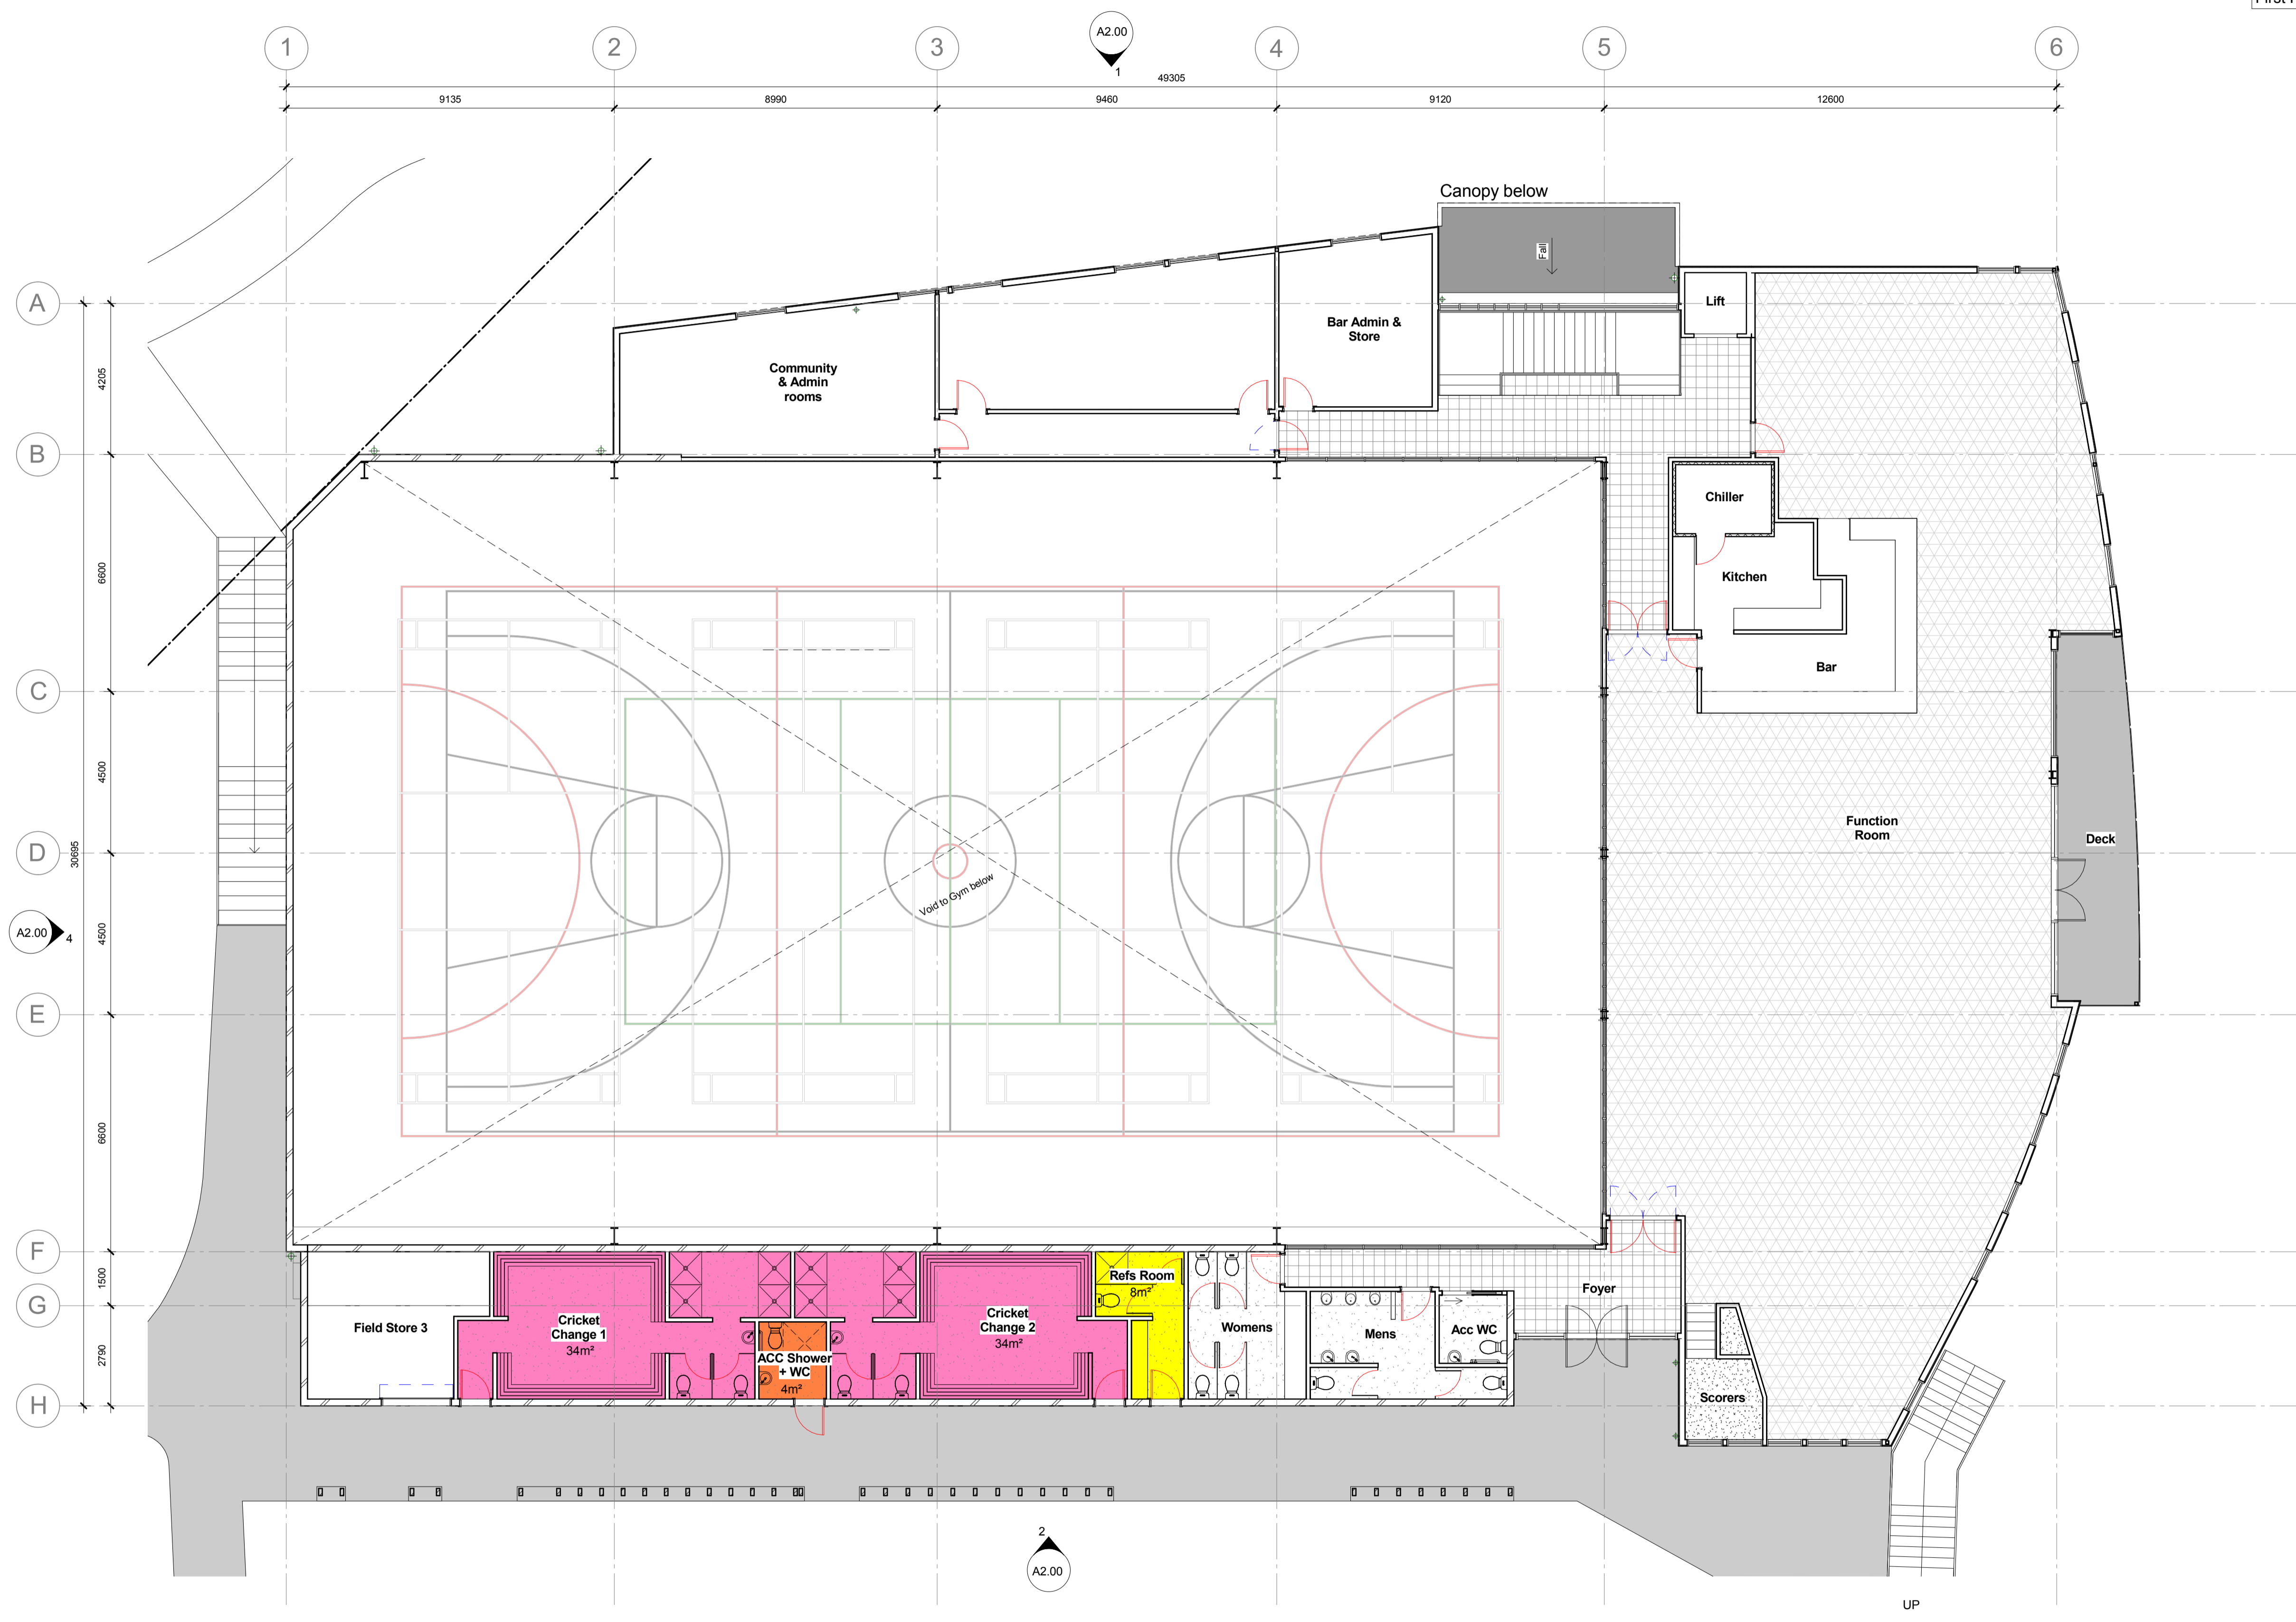 1
2
3
A2.00
1
4
5
6
49305
9135
8990
9460
9120
12600
Canopy below
Fall
A
Lift
Bar Admin &
Store
Community
& Admin
rooms
4205
B
Chiller
6600
Kitchen
Bar
C
4500
Function
Room
Deck
D
30695
Void to Gym below
A2.00
4
4500
E
6600
F
1500
Refs Room
8m²
G
Foyer
Field Store 3
Cricket
Change 1
34m²
Cricket
Change 2
34m²
Womens
Mens
Acc WC
2790
ACC Shower
+ WC
4m²
H
Scorers
2
A2.00
UP